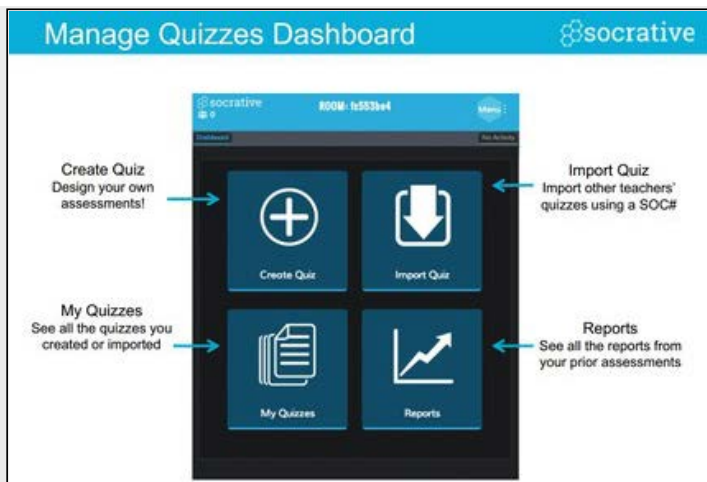 Manage Quizzes Dashboard
socrative
socrative
ROOM: fe553be4
Menu
0
Dashboard
No Activity
Create Quiz
Design your own
assessments!
Import Quiz
Import other teachers'
quizzes using a SOC#
Create Quiz
Import Quiz
My Quizzes
See all the quizzes you
created or imported
Reports
See all the reports from
your prior assessments
My Quizzes
Reports